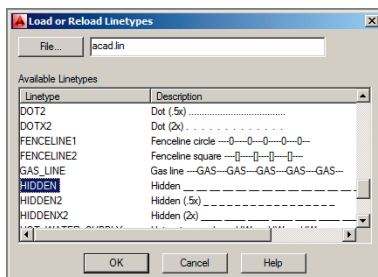 Load or Reload Linetypes
File... acad.lin
Available Linetypes
Linetype Description
DOT2 Dot (.5x) ........................................
DOTX2 Dot (2x) . . . . . . . . . . . . .
FENCELINE1 Fenceline circle ----0-----0----0-----0----0---
FENCELINE2 Fenceline square ----[]-----[]----[]-----[]----
GAS_LINE Gas line ----GAS----GAS----GAS----GAS----GAS---
HIDDEN Hidden __ __ __ __ __ __ __ __ __ __ __ __ __ __
HIDDEN2 Hidden (.5x) _ _ _ _ _ _ _ _ _ _ _ _ _ _ _ _
HIDDENX2 Hidden (2x) ____ ____ ____ ____ ____ ____
OK Cancel Help